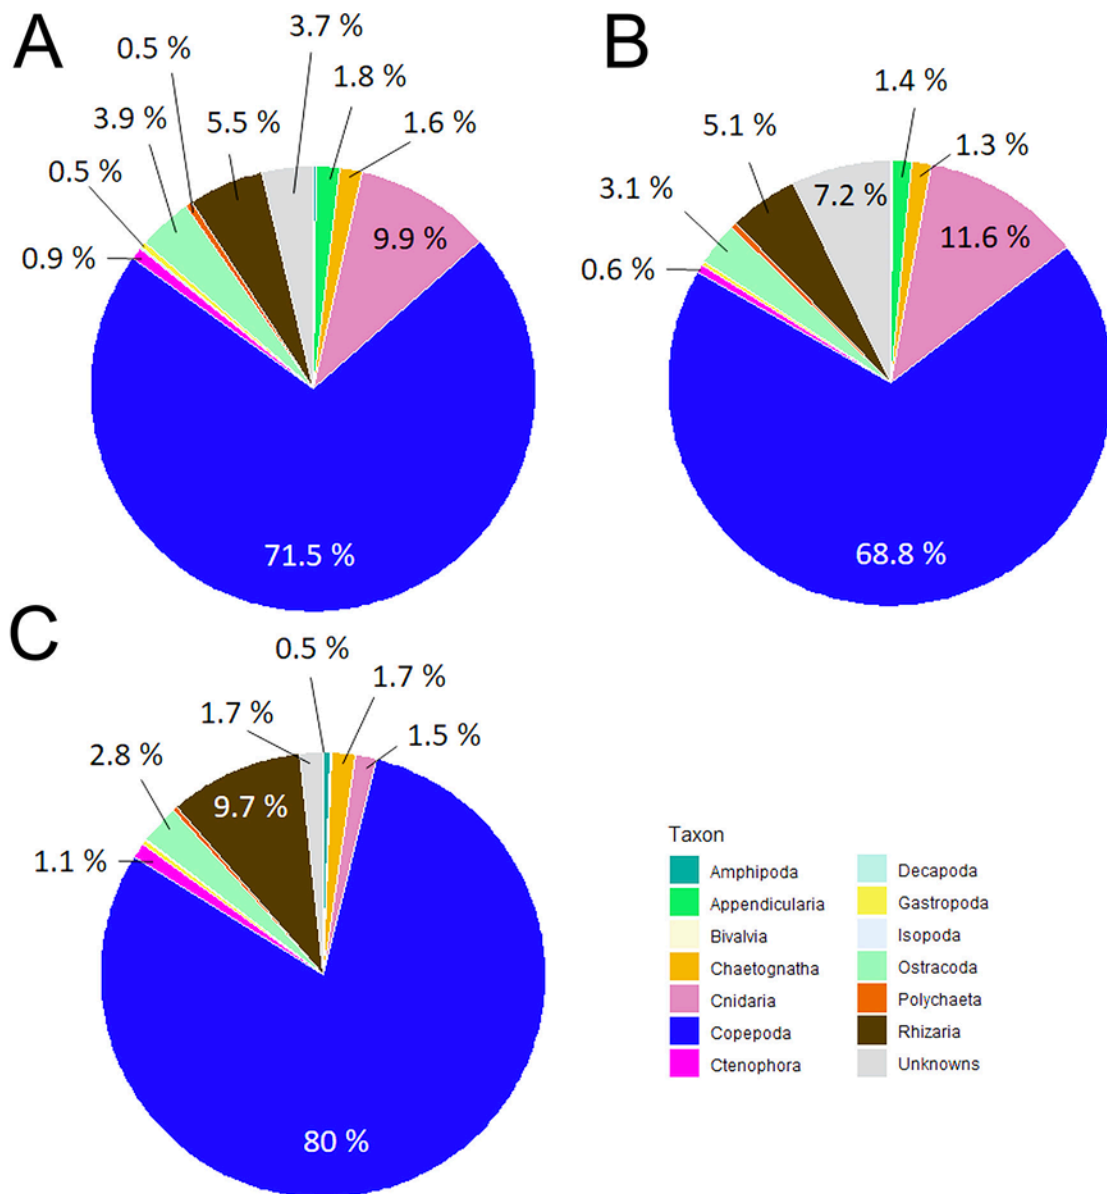 A
0.5 %
3.7 %
1.8 %
3.9 %
5.5 %
1.6 %
0.5 %
0.9 %
9.9 %
71.5 %
B
1.4 %
5.1 %
1.3 %
3.1 %
7.2 %
11.6 %
0.6 %
68.8 %
C
0.5 %
1.7 %
1.7 %
1.5 %
2.8 %
9.7 %
1.1 %
80 %
Taxon
Amphipoda
Appendicularia
Bivalvia
Chaetognatha
Cnidaria
Copepoda
Ctenophora
Decapoda
Gastropoda
Isopoda
Ostracoda
Polychaeta
Rhizaria
Unknowns